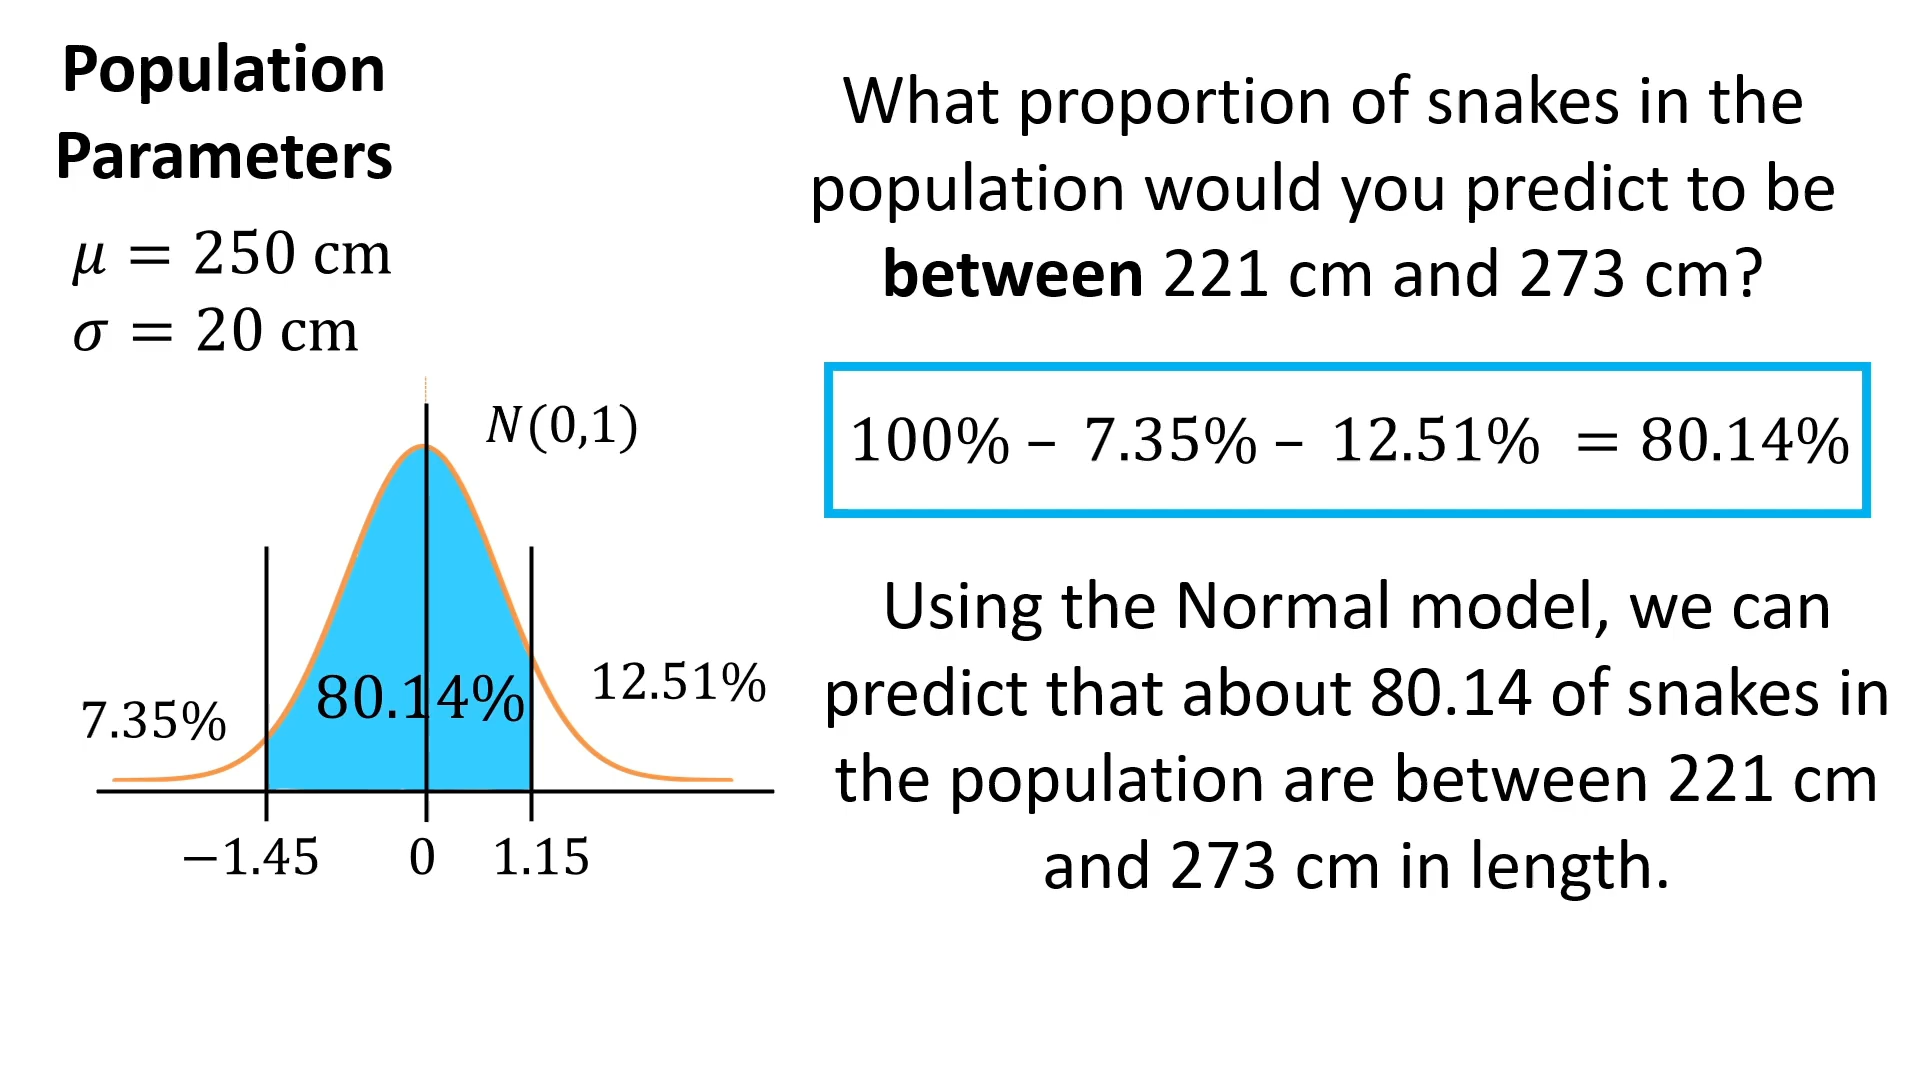 Population
Parameters
μ = 250 cm
σ = 20 cm
N(0,1)
7.35%
80.14%
12.51%
−1.45
0
1.15
What proportion of snakes in the
population would you predict to be
between 221 cm and 273 cm?
100% – 7.35% – 12.51% = 80.14%
Using the Normal model, we can
predict that about 80.14 of snakes in
the population are between 221 cm
and 273 cm in length.